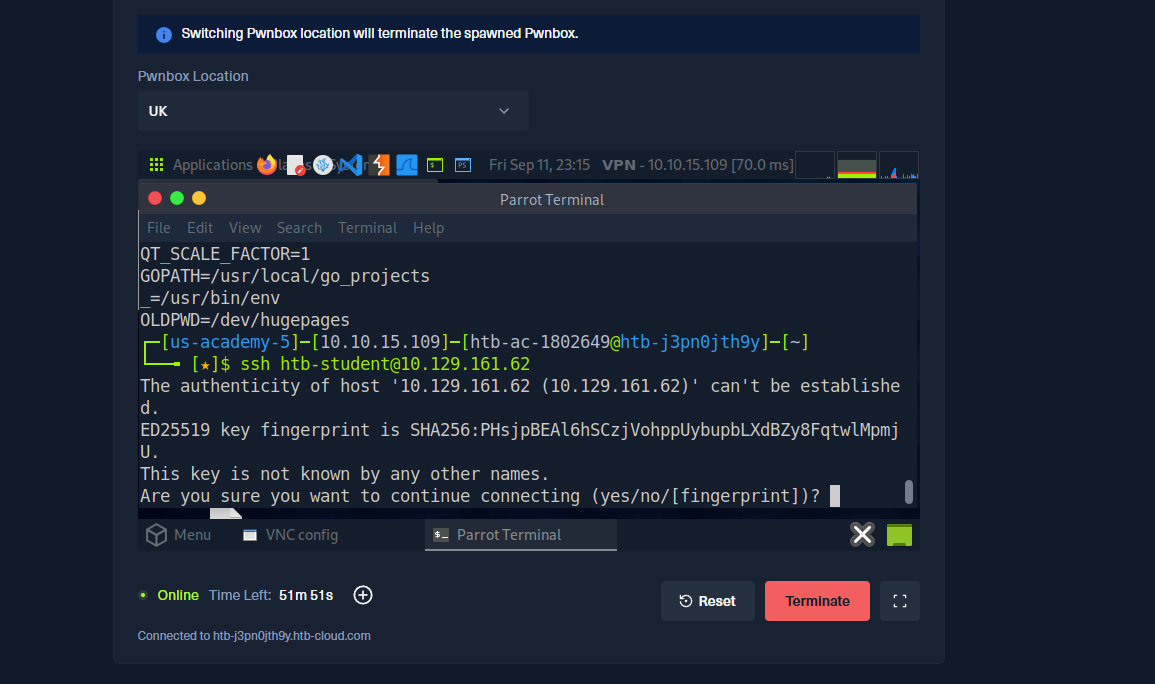 Switching Pwnbox location will terminate the spawned Pwnbox.
Pwnbox Location
UK
Applications
Fri Sep 11, 23:15 VPN - 10.10.15.109 [70.0 ms]
Parrot Terminal
File Edit View Search Terminal Help
QT_SCALE_FACTOR=1
GOPATH=/usr/local/go_projects
_=/usr/bin/env
OLDPWD=/dev/hugepages
┌─[us-academy-5]─[10.10.15.109]─[htb-ac-1802649@htb-j3pn0jth9y]─[~]
└──╼ [★]$ ssh htb-student@10.129.161.62
The authenticity of host '10.129.161.62 (10.129.161.62)' can't be establishe
d.
ED25519 key fingerprint is SHA256:PHsjpBEAl6hSCzjVohppUybupbLXdBZy8FqtwlMpmj
U.
This key is not known by any other names.
Are you sure you want to continue connecting (yes/no/[fingerprint])?
Menu VNC config Parrot Terminal
Online Time Left: 51m 51s Reset Terminate
Connected to htb-j3pn0jth9y.htb-cloud.com